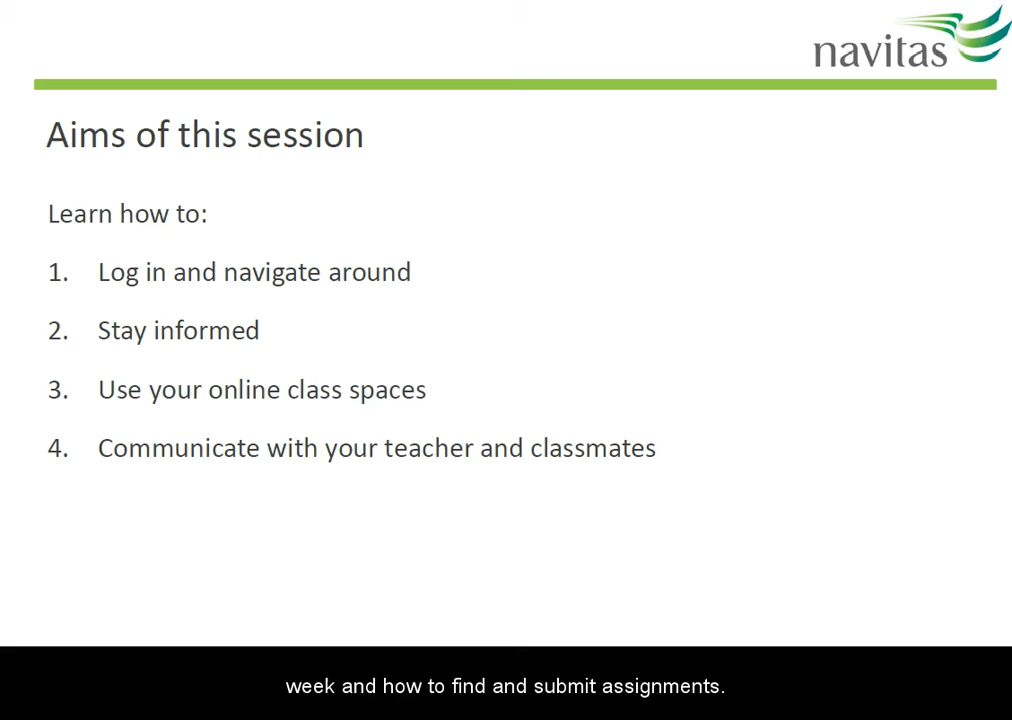 navitas
Aims of this session
Learn how to:
1. Log in and navigate around
2. Stay informed
3. Use your online class spaces
4. Communicate with your teacher and classmates
week and how to find and submit assignments.